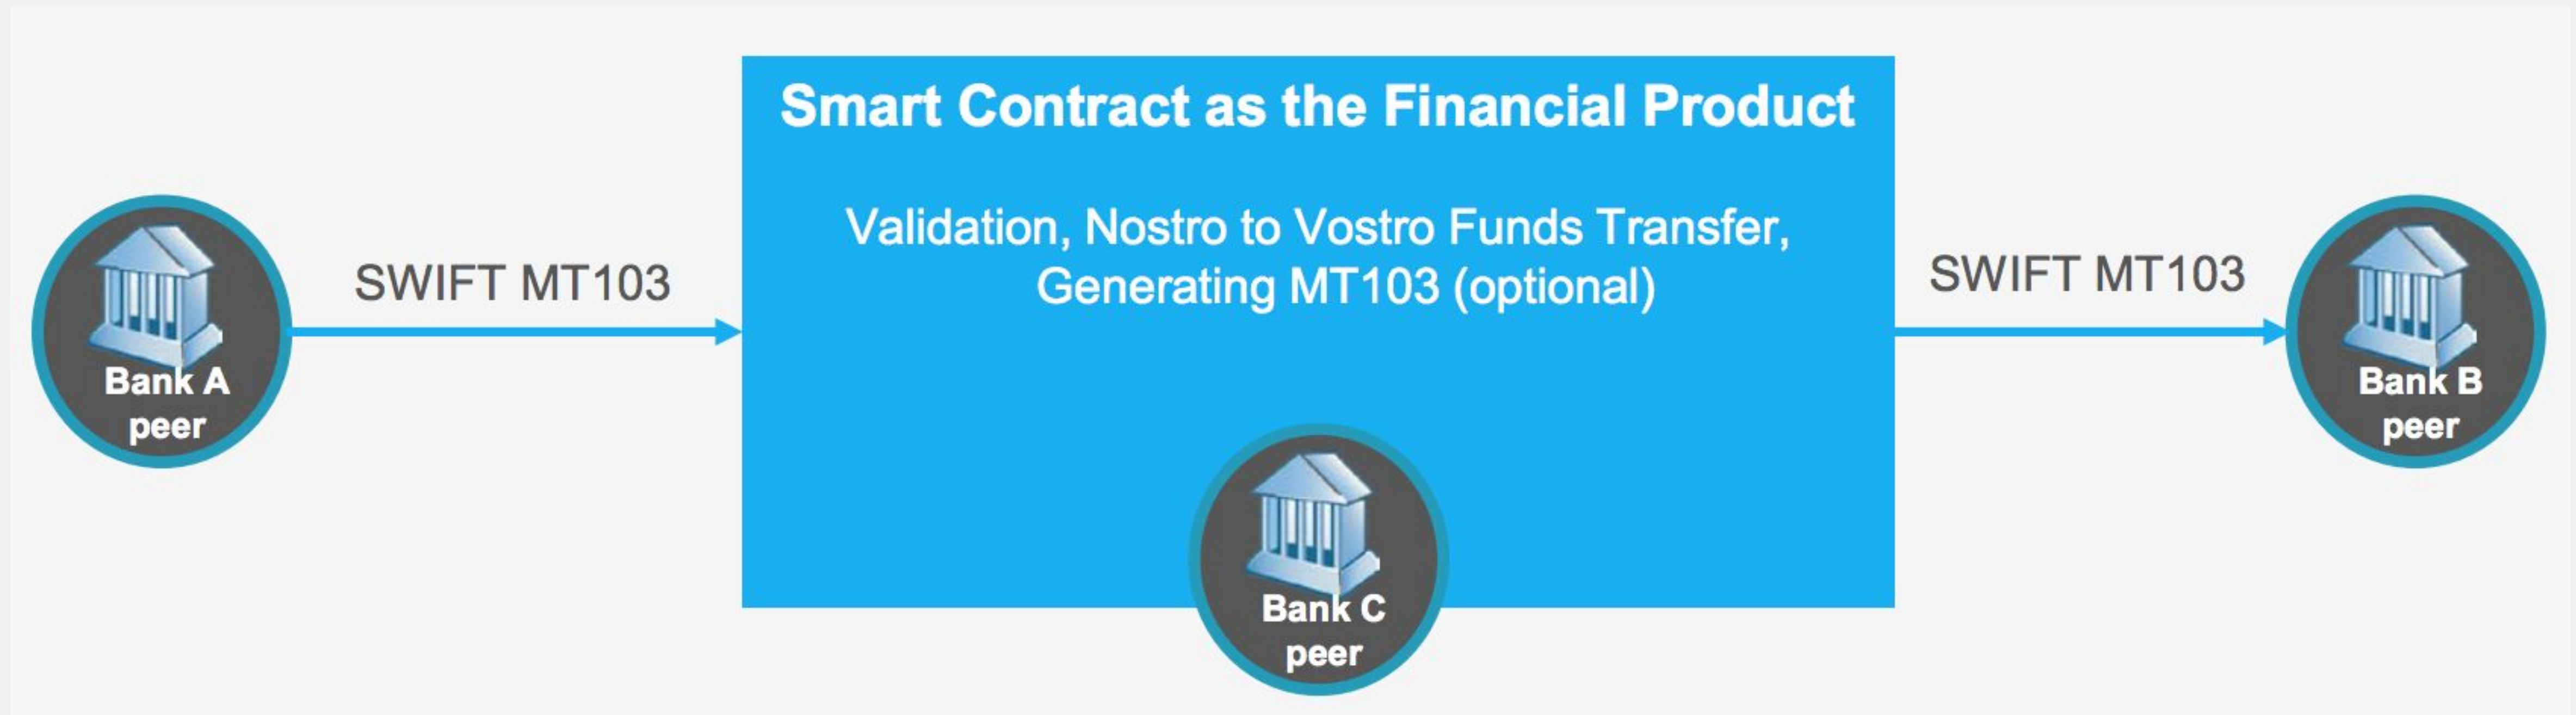 Smart Contract as the Financial Product
Validation, Nostro to Vostro Funds Transfer,
Generating MT103 (optional)
SWIFT MT103
SWIFT MT103
Bank A
peer
Bank B
peer
Bank C
peer